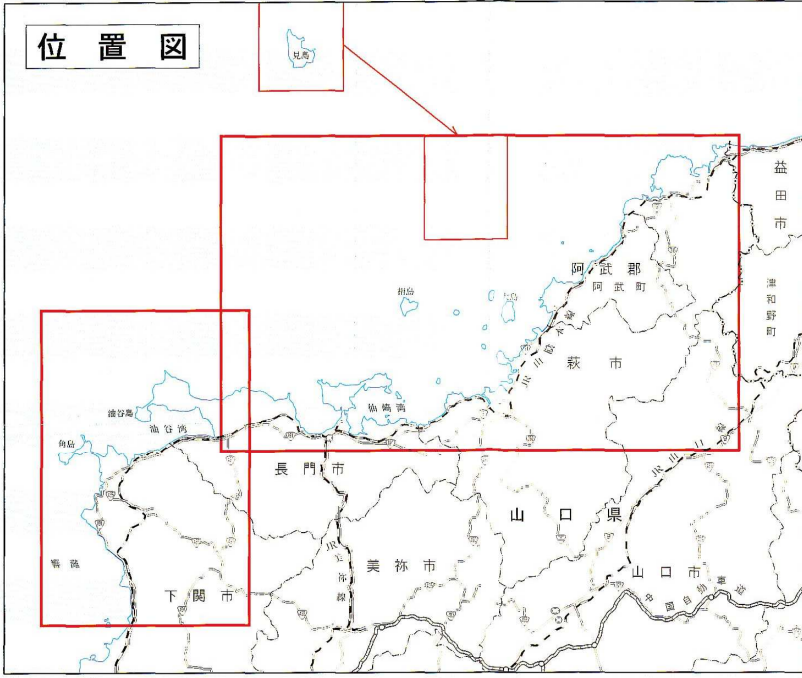 位置図
見島
益田市
阿武郡
阿武町
津和野町
相島
JR山陰本線
萩市
油谷島
油谷湾
仙崎湾
角島
長門市
JR山口線
山口県
JR美祢線
美祢市
山口市
響灘
下関市
中国自動車道